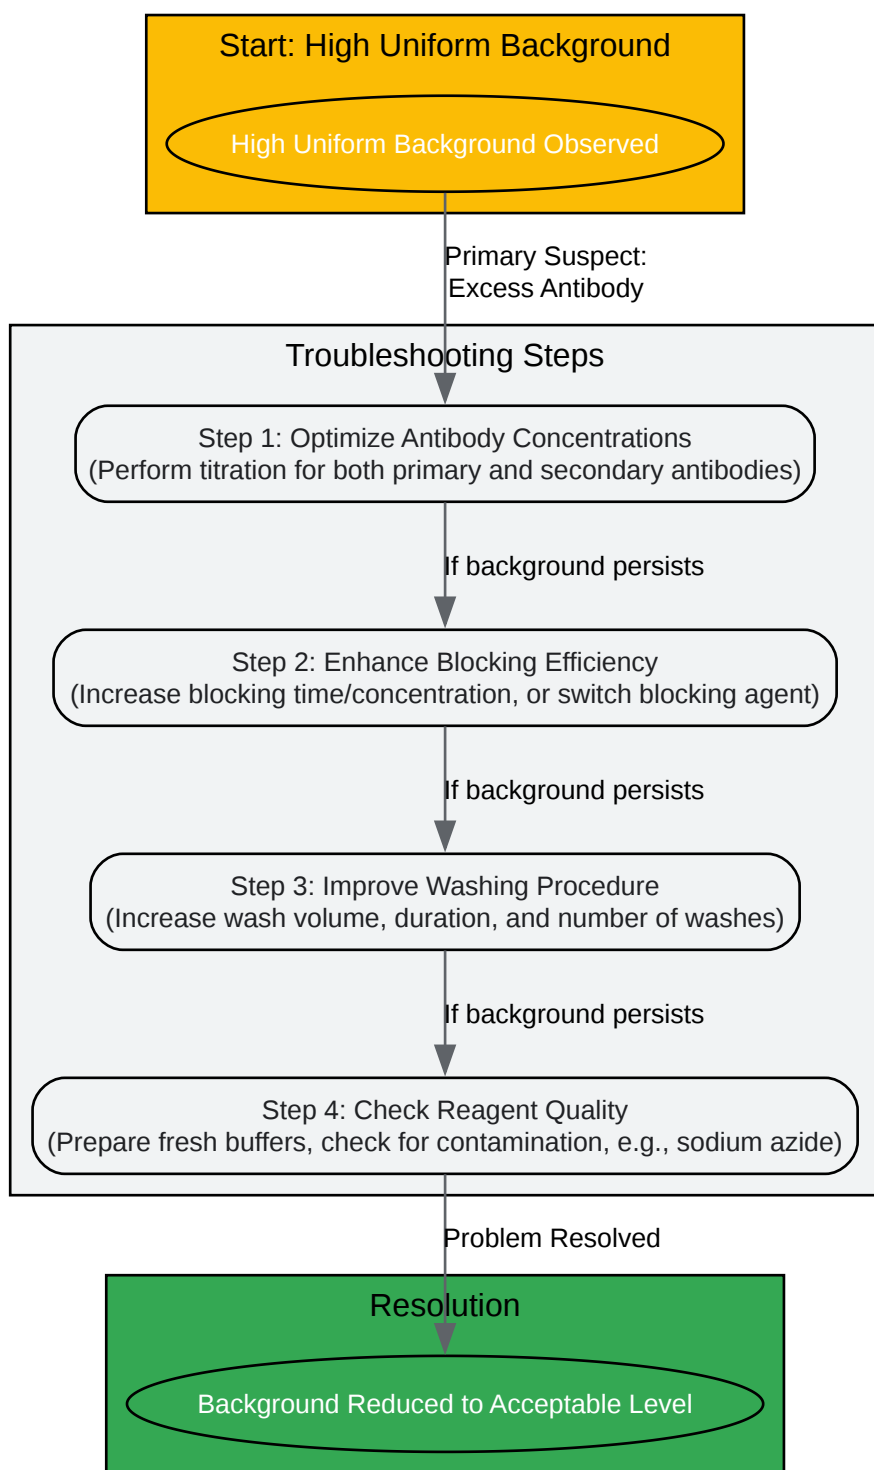 Start: High Uniform Background
High Uniform Background Observed
Primary Suspect:
Excess Antibody
Troubleshooting Steps
Step 1: Optimize Antibody Concentrations
(Perform titration for both primary and secondary antibodies)
If background persists
Step 2: Enhance Blocking Efficiency
(Increase blocking time/concentration, or switch blocking agent)
If background persists
Step 3: Improve Washing Procedure
(Increase wash volume, duration, and number of washes)
If background persists
Step 4: Check Reagent Quality
(Prepare fresh buffers, check for contamination, e.g., sodium azide)
Problem Resolved
Resolution
Background Reduced to Acceptable Level